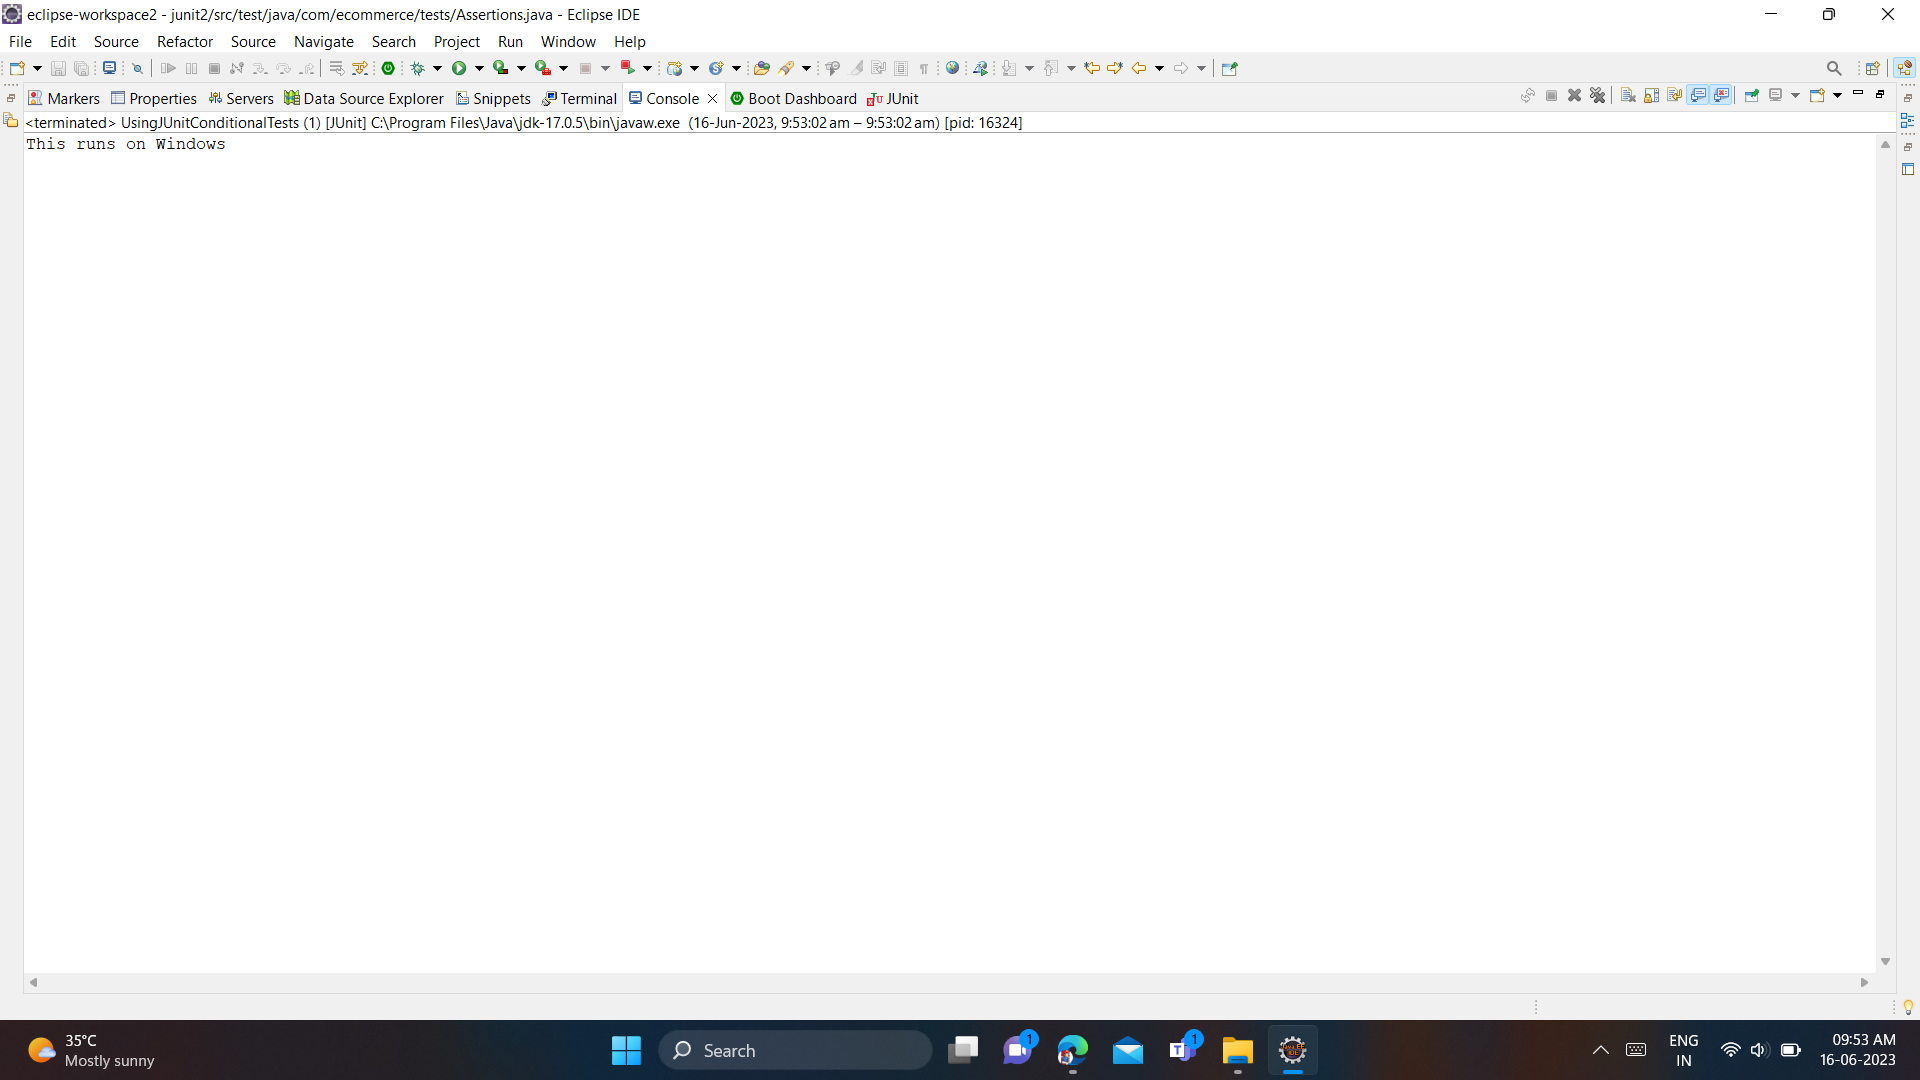 eclipse-workspace2 - junit2/src/test/java/com/ecommerce/tests/Assertions.java - Eclipse IDE
File Edit Source Refactor Source Navigate Search Project Run Window Help
Markers Properties Servers Data Source Explorer Snippets Terminal Console Boot Dashboard JUnit
<terminated> UsingJUnitConditionalTests (1) [JUnit] C:\Program Files\Java\jdk-17.0.5\bin\javaw.exe (16-Jun-2023, 9:53:02 am – 9:53:02 am) [pid: 16324]
This runs on Windows
35°C
Mostly sunny
Search
1
1
ENG
IN
09:53 AM
16-06-2023